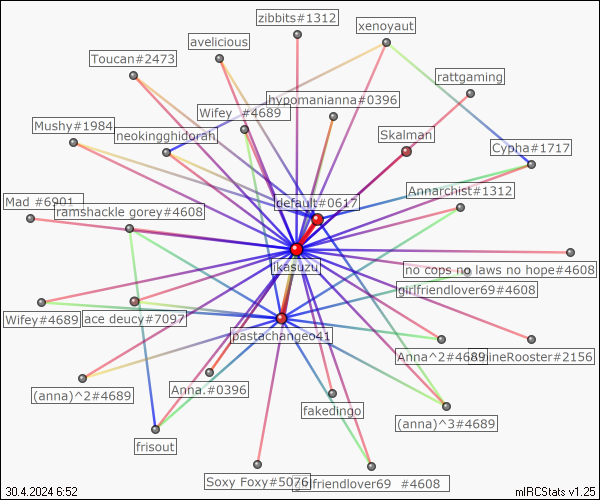 zibbits#1312
xenoyaut
avelicious
Toucan#2473
rattgaming
hypomanianna#0396
Wifey_#4689
Mushy#1984
neokingghidorah
Skalman
Cypha#1717
Annarchist#1312
Mad_#6901
default#0617
ramshackle gorey#4608
ikasuzu
no cops no laws no hope#4608
girlfriendlover69#4608
Wifey#4689
ace deucy#7097
pastachangeo41
Anna^2#4689
#2156
(anna)^2#4689
Anna.#0396
fakedingo
(anna)^3#4689
frisout
Soxy Foxy#5076
girlfriendlover69_#4608
30.4.2024 6:52
mIRCStats v1.25